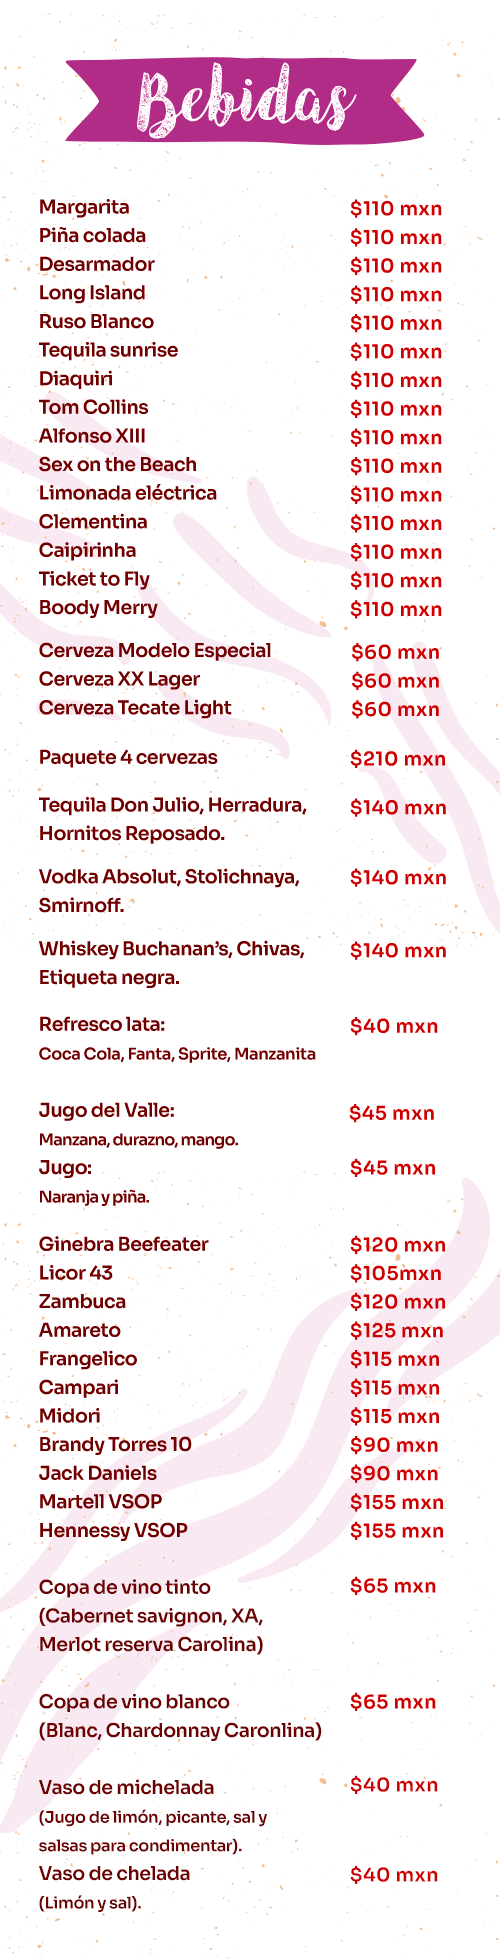 Bebidas
Margarita $110 mxn
Piña colada $110 mxn
Desarmador $110 mxn
Long Island $110 mxn
Ruso Blanco $110 mxn
Tequila sunrise $110 mxn
Diaquiri $110 mxn
Tom Collins $110 mxn
Alfonso XIII $110 mxn
Sex on the Beach $110 mxn
Limonada eléctrica $110 mxn
Clementina $110 mxn
Caipirinha $110 mxn
Ticket to Fly $110 mxn
Boody Merry $110 mxn
Cerveza Modelo Especial $60 mxn
Cerveza XX Lager $60 mxn
Cerveza Tecate Light $60 mxn
Paquete 4 cervezas $210 mxn
Tequila Don Julio, Herradura, $140 mxn
Hornitos Reposado.
Vodka Absolut, Stolichnaya, $140 mxn
Smirnoff.
Whiskey Buchanan's, Chivas, $140 mxn
Etiqueta negra.
Refresco lata: $40 mxn
Coca Cola, Fanta, Sprite, Manzanita
Jugo del Valle: $45 mxn
Manzana, durazno, mango.
Jugo: $45 mxn
Naranja y piña.
Ginebra Beefeater $120 mxn
Licor 43 $105mxn
Zambuca $120 mxn
Amareto $125 mxn
Frangelico $115 mxn
Campari $115 mxn
Midori $115 mxn
Brandy Torres 10 $90 mxn
Jack Daniels $90 mxn
Martell VSOP $155 mxn
Hennessy VSOP $155 mxn
Copa de vino tinto $65 mxn
(Cabernet savignon, XA,
Merlot reserva Carolina)
Copa de vino blanco $65 mxn
(Blanc, Chardonnay Caronlina)
Vaso de michelada $40 mxn
(Jugo de limón, picante, sal y
salsas para condimentar).
Vaso de chelada $40 mxn
(Limón y sal).